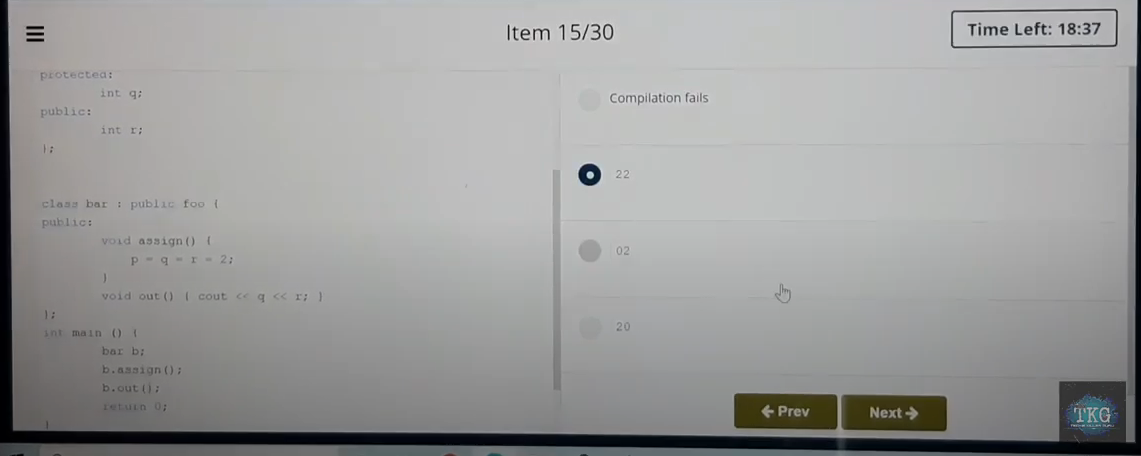 Item 15/30
Time Left: 18:37
protected:
int q;
public:
int r;
};
class bar : public foo {
public:
void assign() {
p = q = r = 2;
}
void out() { cout << q << r; }
};
int main () {
bar b;
b.assign();
b.out();
return 0;
}
Compilation fails
22
02
20
← Prev
Next →
TKG